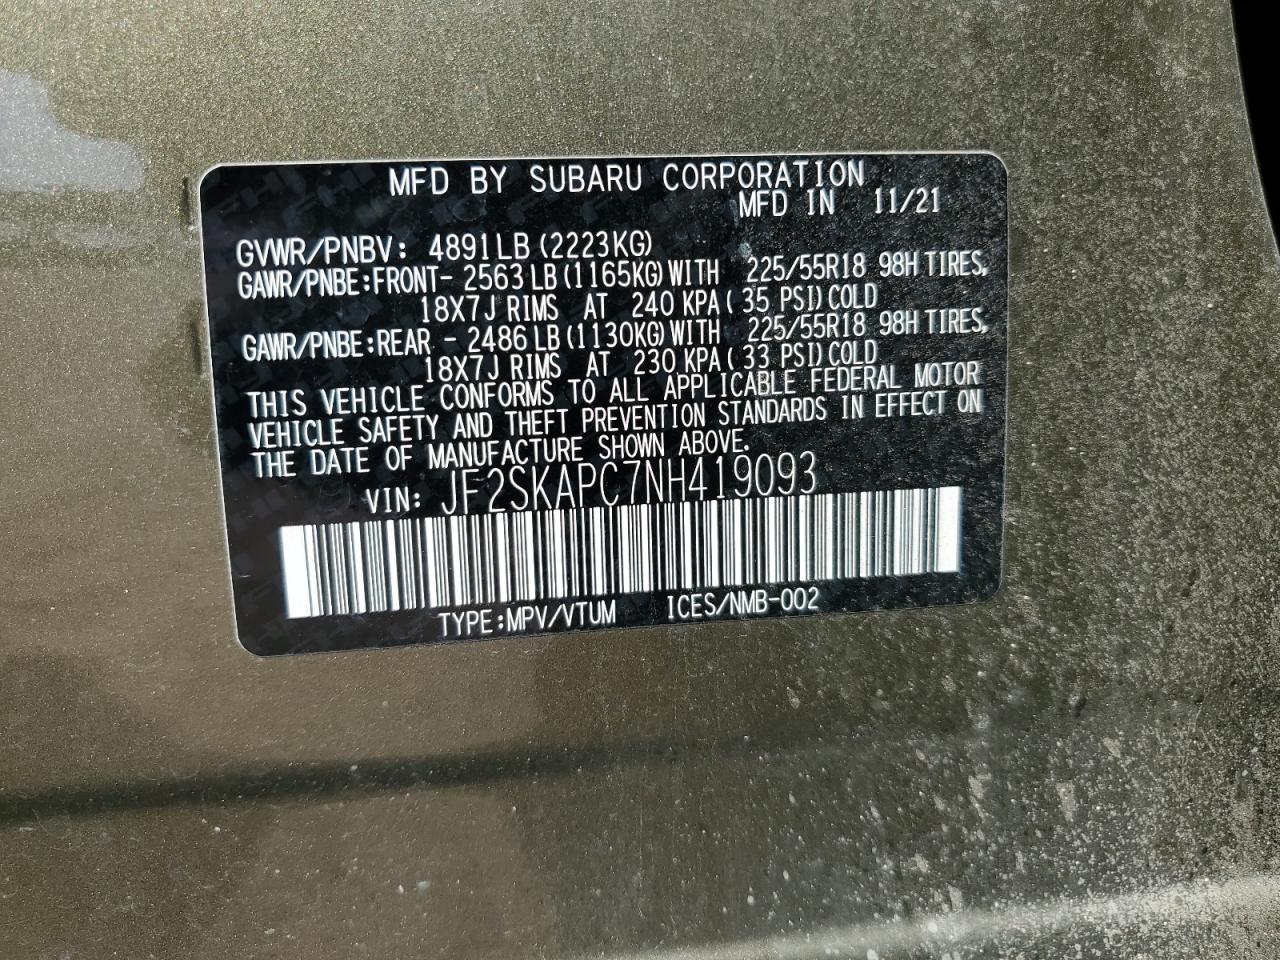 MFD BY SUBARU CORPORATION
MFD IN 11/21
GVWR/PNBV: 4891LB (2223KG)
GAWR/PNBE:FRONT- 2563 LB (1165KG) WITH 225/55R18 98H TIRES,
18X7J RIMS AT 240 KPA ( 35 PSI) COLD
GAWR/PNBE:REAR - 2486 LB (1130KG) WITH 225/55R18 98H TIRES,
18X7J RIMS AT 230 KPA ( 33 PSI) COLD
THIS VEHICLE CONFORMS TO ALL APPLICABLE FEDERAL MOTOR
VEHICLE SAFETY AND THEFT PREVENTION STANDARDS IN EFFECT ON
THE DATE OF MANUFACTURE SHOWN ABOVE.
VIN: JF2SKAPC7NH419093
TYPE:MPV/VTUM ICES/NMB-002